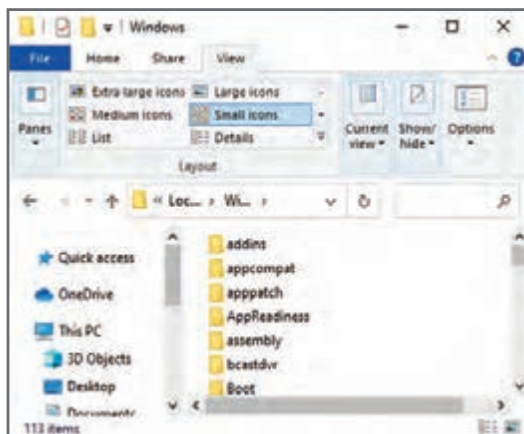 Windows
File Home Share View
Extra large icons Large icons
Medium icons Small icons
List Details
Panes
Current view
Show/ hide
Options
Layout
« Loc... › Wi... ›
Quick access
OneDrive
This PC
3D Objects
Desktop
Documents
addins
appcompat
apppatch
AppReadiness
assembly
bcastdvr
Boot
113 items